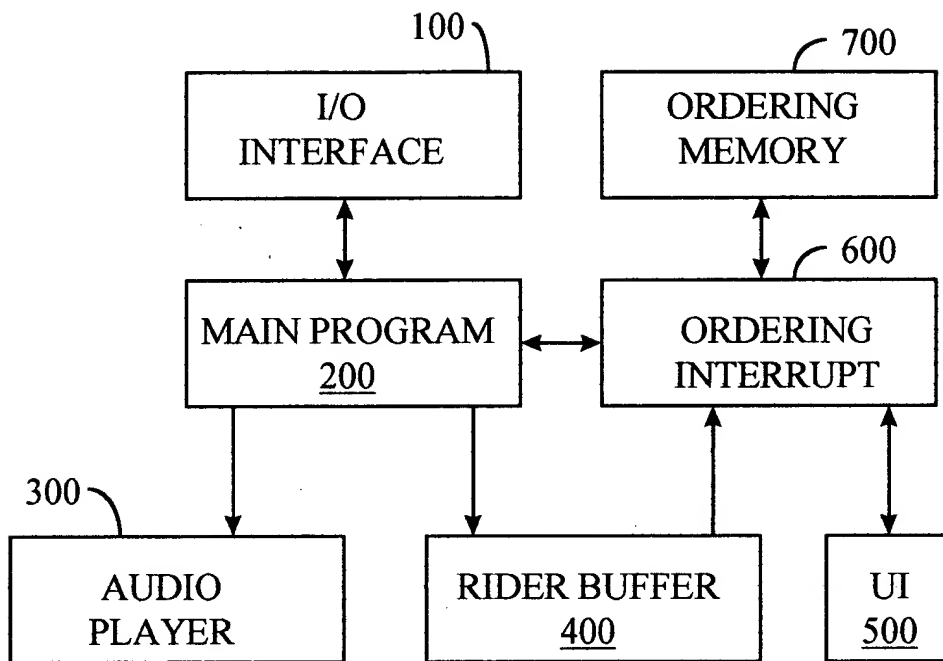 100
I/O
INTERFACE
700
ORDERING
MEMORY
MAIN PROGRAM
200
600
ORDERING
INTERRUPT
300
AUDIO
PLAYER
RIDER BUFFER
400
UI
500